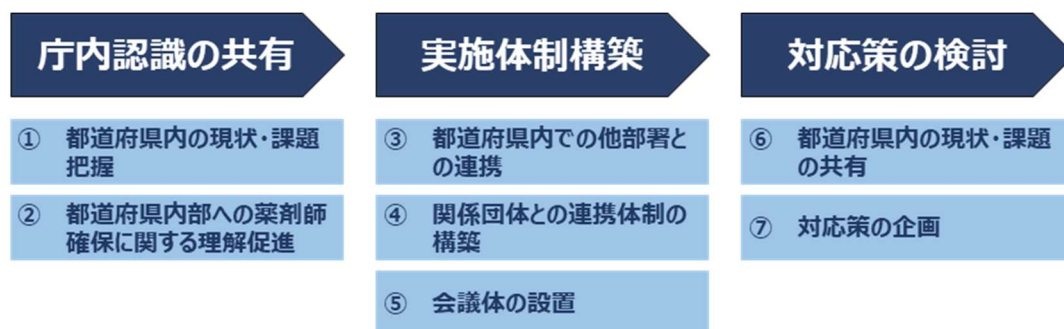 庁内認識の共有
① 都道府県内の現状・課題
把握
② 都道府県内部への薬剤師
確保に関する理解促進
実施体制構築
③ 都道府県内での他部署と
の連携
④ 関係団体との連携体制の
構築
⑤ 会議体の設置
対応策の検討
⑥ 都道府県内の現状・課題
の共有
⑦ 対応策の企画